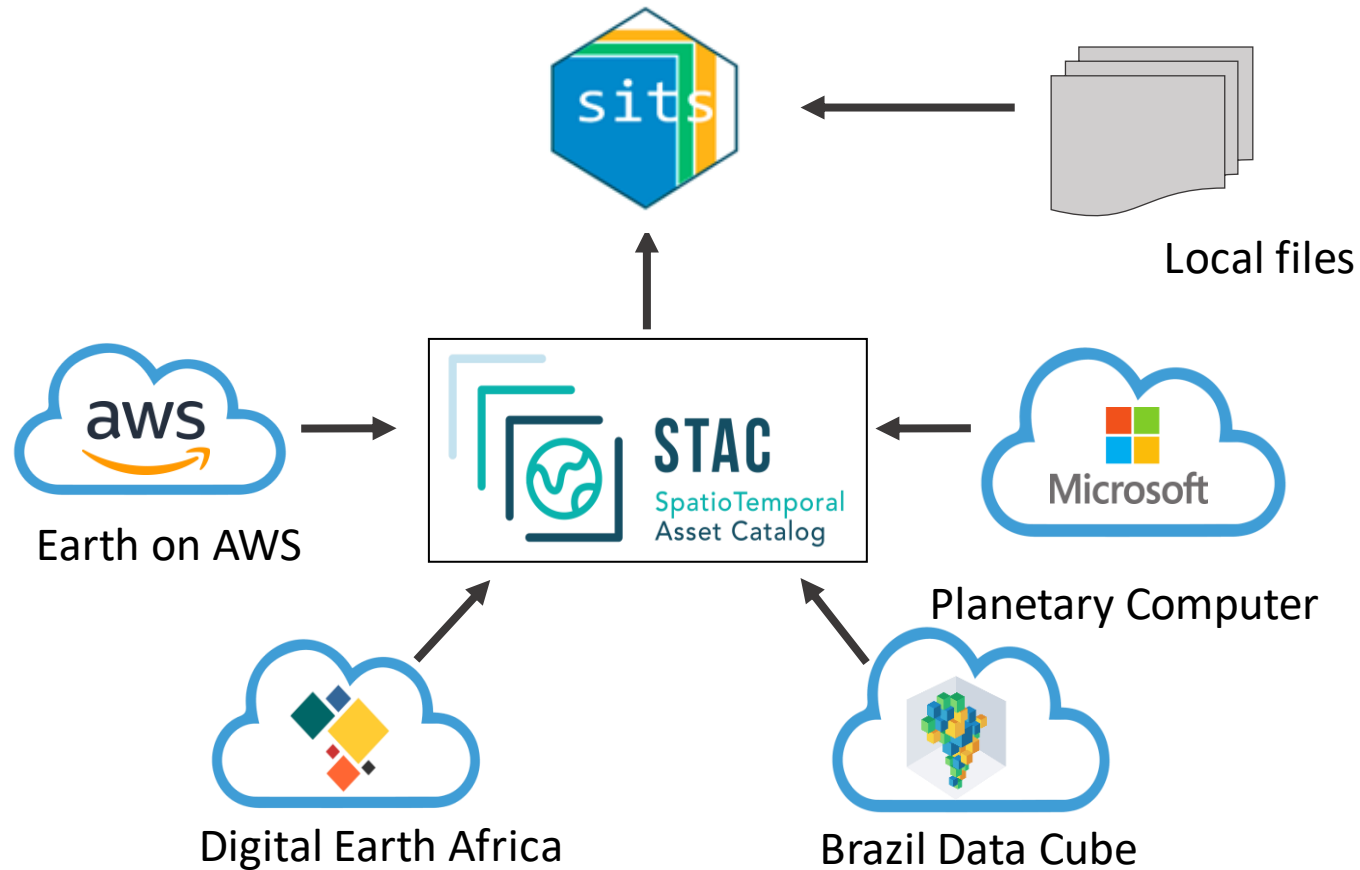 sits
Local files
aws
Earth on AWS
STAC
SpatioTemporal
Asset Catalog
Microsoft
Planetary Computer
Digital Earth Africa
Brazil Data Cube